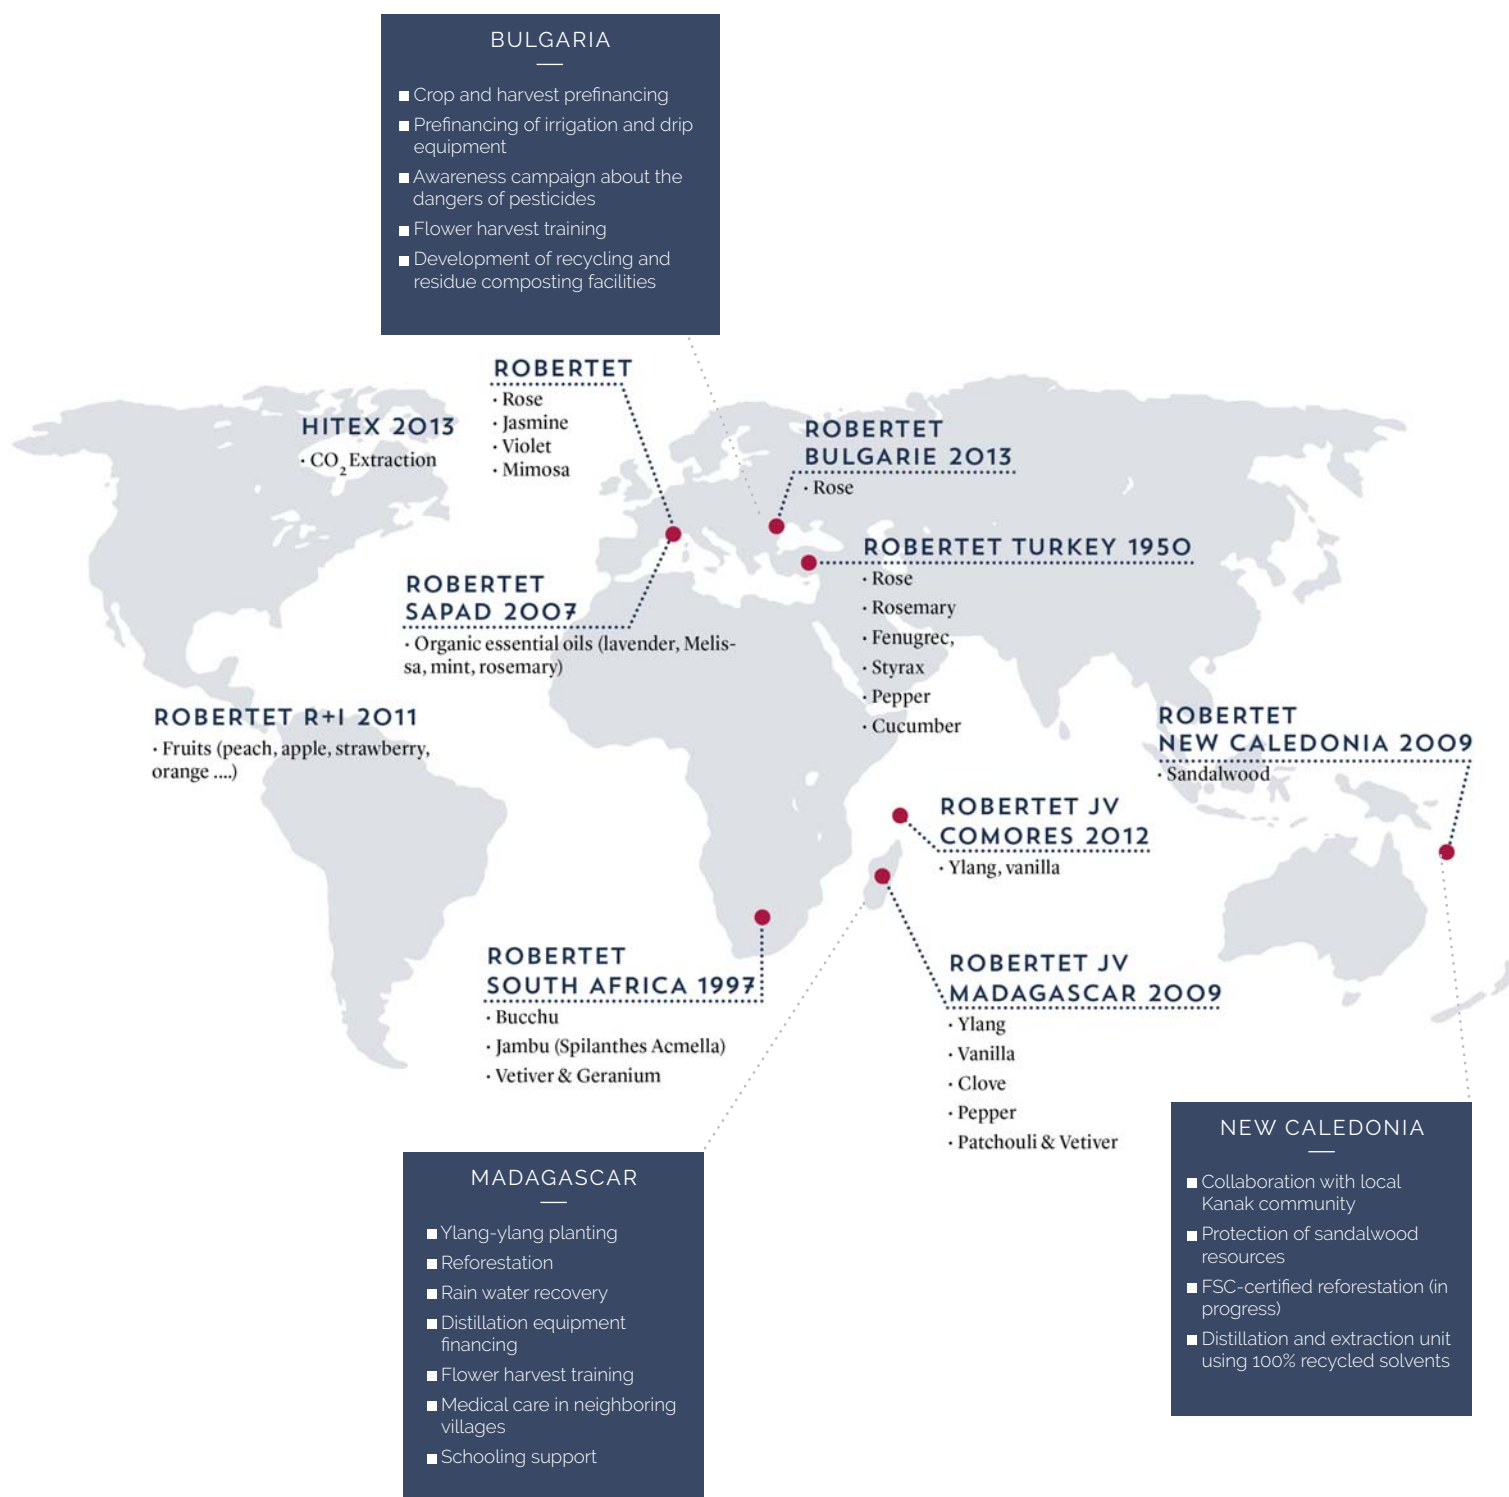 BULGARIA
Crop and harvest prefinancing
Prefinancing of irrigation and drip
equipment
Awareness campaign about the
dangers of pesticides
Flower harvest training
Development of recycling and
residue composting facilities
ROBERTET
· Rose
· Jasmine
· Violet
· Mimosa
HITEX 2013
· CO2 Extraction
ROBERTET
BULGARIE 2013
· Rose
ROBERTET TURKEY 1950
· Rose
· Rosemary
· Fenugrec,
· Styrax
· Pepper
· Cucumber
ROBERTET
SAPAD 2007
· Organic essential oils (lavender, Melis-
sa, mint, rosemary)
ROBERTET R+I 2011
· Fruits (peach, apple, strawberry,
orange ....)
ROBERTET
NEW CALEDONIA 2009
· Sandalwood
ROBERTET JV
COMORES 2012
· Ylang, vanilla
ROBERTET
SOUTH AFRICA 1997
· Bucchu
· Jambu (Spilanthes Acmella)
· Vetiver & Geranium
ROBERTET JV
MADAGASCAR 2009
· Ylang
· Vanilla
· Clove
· Pepper
· Patchouli & Vetiver
MADAGASCAR
Ylang-ylang planting
Reforestation
Rain water recovery
Distillation equipment
financing
Flower harvest training
Medical care in neighboring
villages
Schooling support
NEW CALEDONIA
Collaboration with local
Kanak community
Protection of sandalwood
resources
FSC-certified reforestation (in
progress)
Distillation and extraction unit
using 100% recycled solvents